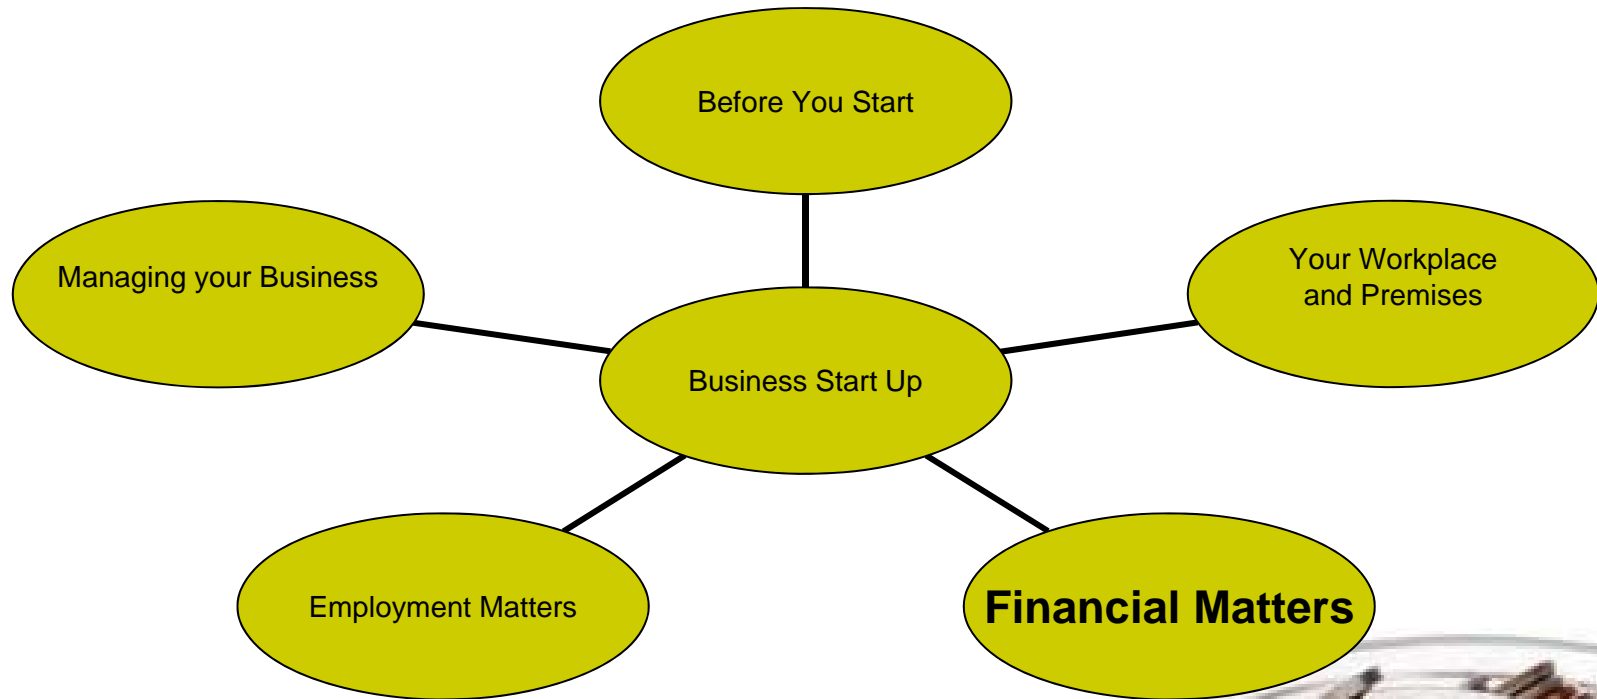 Before You Start
Managing your Business
Your Workplace
and Premises
Business Start Up
Employment Matters
Financial Matters